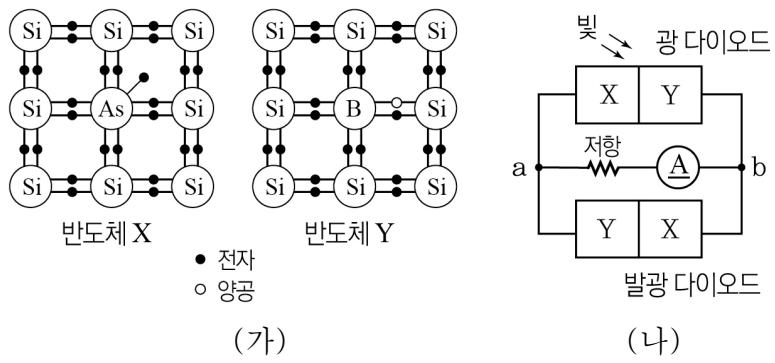 Si Si Si
Si As Si
Si Si Si
반도체 X
Si Si Si
Si B Si
Si Si Si
반도체 Y
전자
양공
(가)
빛
광 다이오드
X Y
저항
a A b
Y X
발광 다이오드
(나)